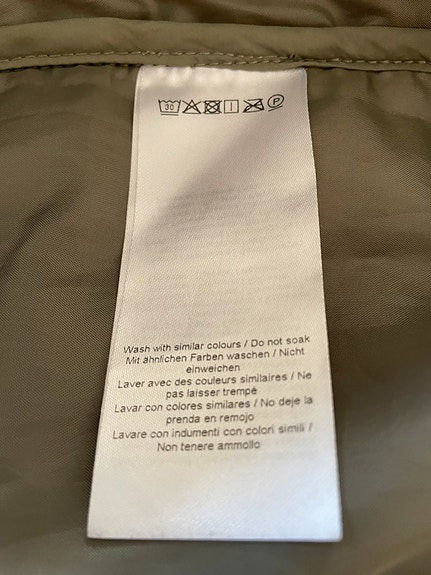 30 P
Wash with similar colours / Do not soak
Mit ähnlichen Farben waschen / Nicht
einweichen
Laver avec des couleurs similaires / Ne
pas laisser trempè
Lavar con colores similares / No deje la
prenda en remojo
Lavare con indumenti con colori simili /
Non tenere ammollo